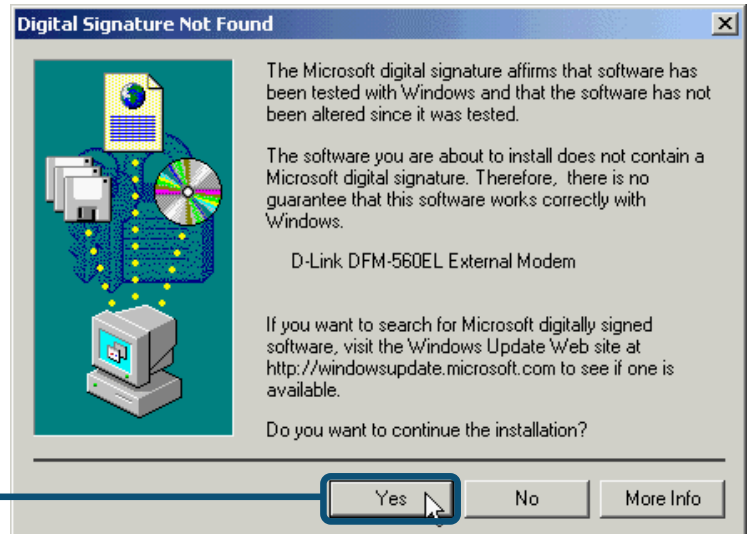 Digital Signature Not Found
The Microsoft digital signature affirms that software has
been tested with Windows and that the software has not
been altered since it was tested.
The software you are about to install does not contain a
Microsoft digital signature. Therefore, there is no
guarantee that this software works correctly with
Windows.
D-Link DFM-560EL External Modem
If you want to search for Microsoft digitally signed
software, visit the Windows Update Web site at
http://windowsupdate.microsoft.com to see if one is
available.
Do you want to continue the installation?
Yes No More Info